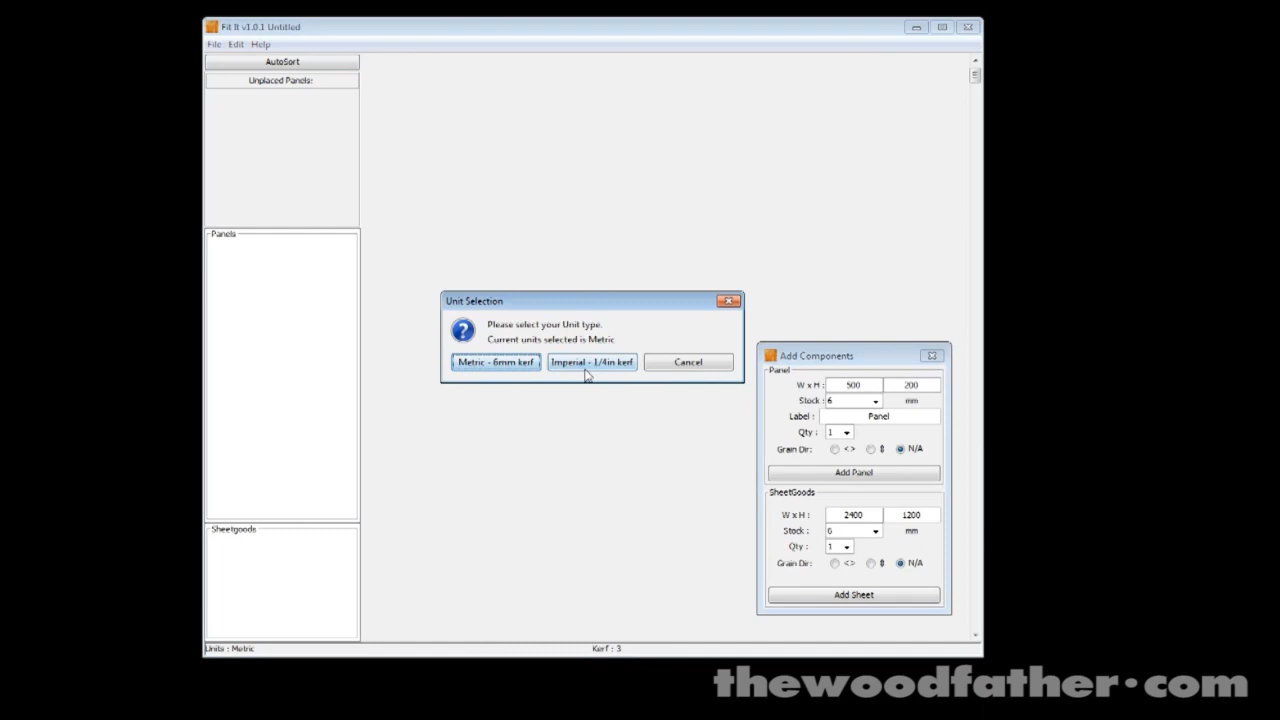 Fit It v1.0.1 Untitled
File Edit Help
AutoSort
Unplaced Panels:
Panels
Unit Selection
Please select your Unit type.
Current units selected is Metric
Metric - 6mm kerf Imperial - 1/4in kerf Cancel
Add Components
Panel
W x H : 500 200
Stock : 6 mm
Label : Panel
Qty : 1
Grain Dir: <> N/A
Add Panel
SheetGoods
W x H : 2400 1200
Stock : 6 mm
Qty : 1
Grain Dir: <> N/A
Add Sheet
Sheetgoods
Units : Metric Kerf : 3
thewoodfather·com